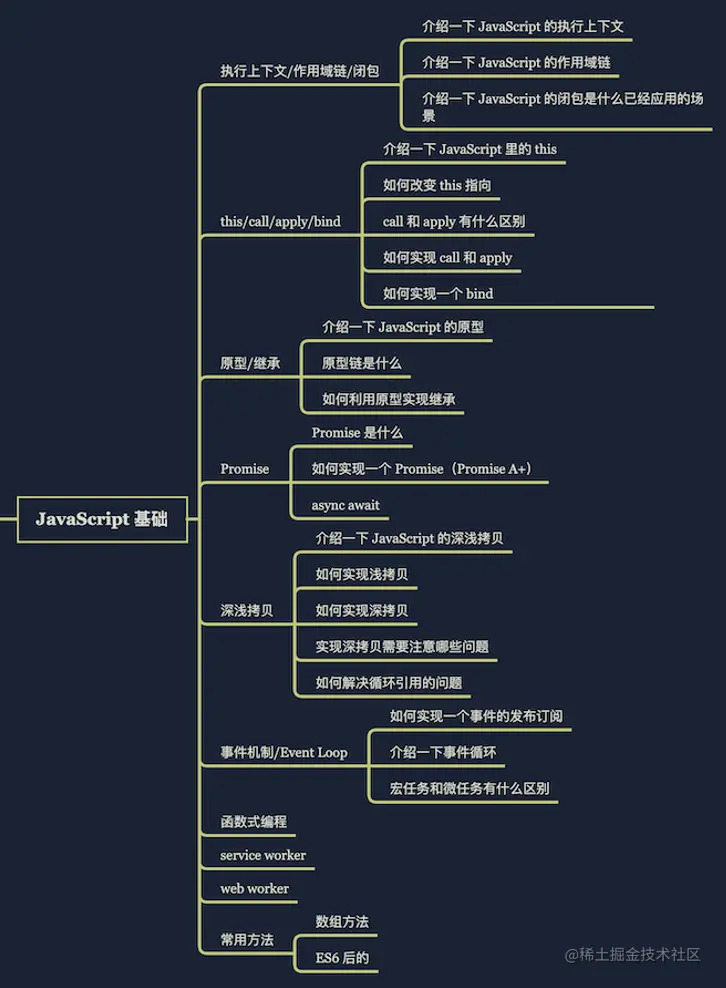 JavaScript 基础
执行上下文/作用域链/闭包
介绍一下 JavaScript 的执行上下文
介绍一下 JavaScript 的作用域链
介绍一下 JavaScript 的闭包是什么已经应用的场
景
this/call/apply/bind
介绍一下 JavaScript 里的 this
如何改变 this 指向
call 和 apply 有什么区别
如何实现 call 和 apply
如何实现一个 bind
原型/继承
介绍一下 JavaScript 的原型
原型链是什么
如何利用原型实现继承
Promise
Promise 是什么
如何实现一个 Promise（Promise A+）
async await
深浅拷贝
介绍一下 JavaScript 的深浅拷贝
如何实现浅拷贝
如何实现深拷贝
实现深拷贝需要注意哪些问题
如何解决循环引用的问题
事件机制/Event Loop
如何实现一个事件的发布订阅
介绍一下事件循环
宏任务和微任务有什么区别
函数式编程
service worker
web worker
常用方法
数组方法
ES6 后的
@稀土掘金技术社区